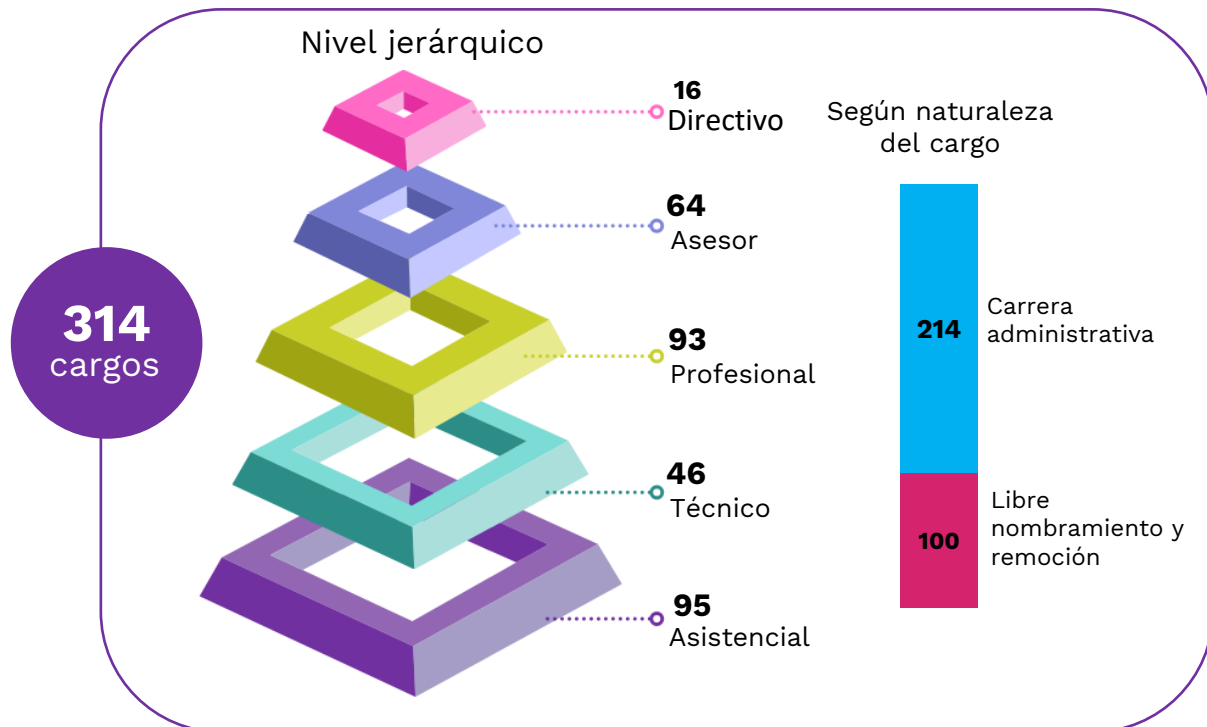 Nivel jerárquico
314
cargos
16
Directivo
64
Asesor
93
Profesional
46
Técnico
95
Asistencial
Según naturaleza
del cargo
214
Carrera
administrativa
100
Libre
nombramiento y
remoción